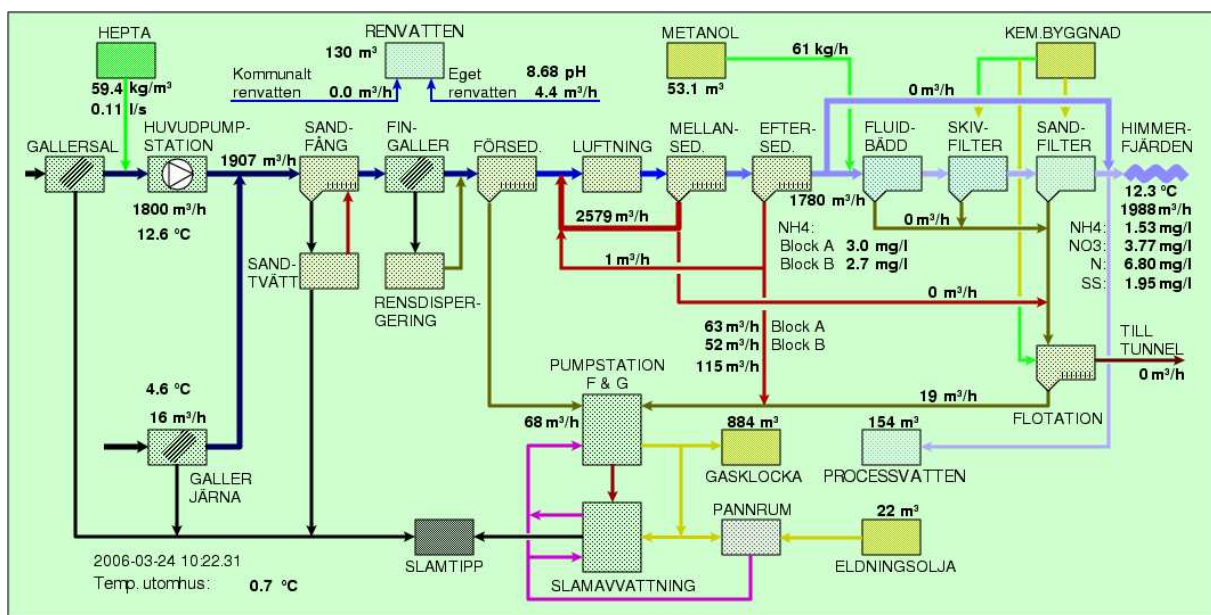 HEPTA
59.4 kg/m³
0.11 l/s
RENVATTEN
130 m³
Kommunalt
renvatten 0.0 m³/h
Eget
renvatten
8.68 pH
4.4 m³/h
METANOL
53.1 m³
61 kg/h
KEM.BYGGNAD
0 m³/h
GALLERSAL
HUVUDPUMP-
STATION
1907 m³/h
1800 m³/h
12.6 °C
SAND-
FÅNG
FIN-
GALLER
FÖRSED.
LUFTNING
MELLAN-
SED.
EFTER-
SED.
FLUID-
BÄDD
SKIV-
FILTER
SAND-
FILTER
HIMMER-
FJÄRDEN
12.3 °C
1988 m³/h
NH4: 1.53 mg/l
NO3: 3.77 mg/l
N: 6.80 mg/l
SS: 1.95 mg/l
1780 m³/h
2579 m³/h
0 m³/h
NH4:
Block A 3.0 mg/l
Block B 2.7 mg/l
1 m³/h
SAND-
TVÄTT
RENSDISPER-
GERING
0 m³/h
63 m³/h Block A
52 m³/h Block B
115 m³/h
TILL
TUNNEL
0 m³/h
PUMPSTATION
F & G
68 m³/h
19 m³/h
FLOTATION
4.6 °C
16 m³/h
GALLER
JÄRNA
884 m³
GASKLOCKA
154 m³
PROCESSVATTEN
PANNRUM
22 m³
ELDNINGSOLJA
SLAMTIPP
SLAMAVVATTNING
2006-03-24 10:22.31
Temp. utomhus: 0.7 °C